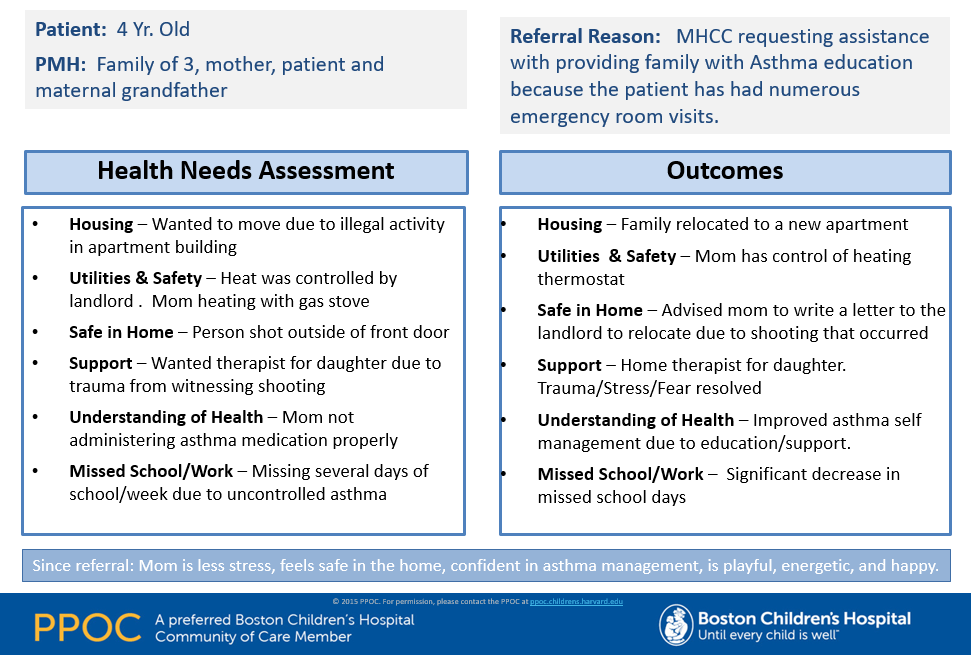 Patient: 4 Yr. Old
PMH: Family of 3, mother, patient and
maternal grandfather
Referral Reason: MHCC requesting assistance
with providing family with Asthma education
because the patient has had numerous
emergency room visits.
Health Needs Assessment
• Housing – Wanted to move due to illegal activity
in apartment building
• Utilities & Safety – Heat was controlled by
landlord . Mom heating with gas stove
• Safe in Home – Person shot outside of front door
• Support – Wanted therapist for daughter due to
trauma from witnessing shooting
• Understanding of Health – Mom not
administering asthma medication properly
• Missed School/Work – Missing several days of
school/week due to uncontrolled asthma
Outcomes
• Housing – Family relocated to a new apartment
• Utilities & Safety – Mom has control of heating
thermostat
• Safe in Home – Advised mom to write a letter to the
landlord to relocate due to shooting that occurred
• Support – Home therapist for daughter.
Trauma/Stress/Fear resolved
• Understanding of Health – Improved asthma self
management due to education/support.
• Missed School/Work – Significant decrease in
missed school days
Since referral: Mom is less stress, feels safe in the home, confident in asthma management, is playful, energetic, and happy.
© 2015 PPOC. For permission, please contact the PPOC at ppoc.childrens.harvard.edu
PPOC
A preferred Boston Children's Hospital
Community of Care Member
Boston Children's Hospital
Until every child is well™